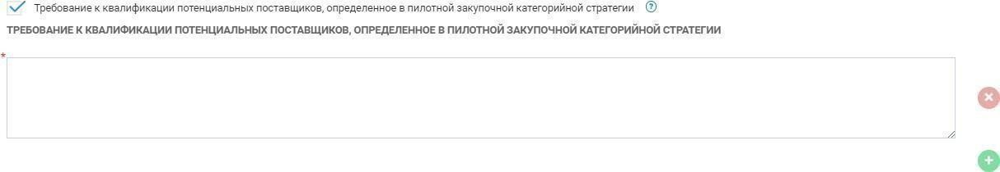 Требование к квалификации потенциальных поставщиков, определенное в пилотной закупочной категорийной стратегии ?
ТРЕБОВАНИЕ К КВАЛИФИКАЦИИ ПОТЕНЦИАЛЬНЫХ ПОСТАВЩИКОВ, ОПРЕДЕЛЕННОЕ В ПИЛОТНОЙ ЗАКУПОЧНОЙ КАТЕГОРИЙНОЙ СТРАТЕГИИ
*